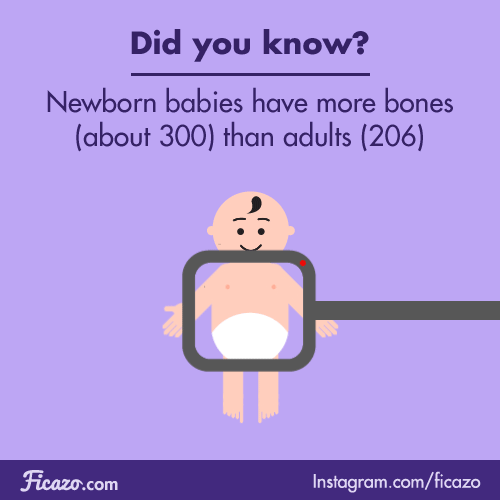 Did you know?
Newborn babies have more bones
(about 300) than adults (206)
Ficazo.com
Instagram.com/ficazo